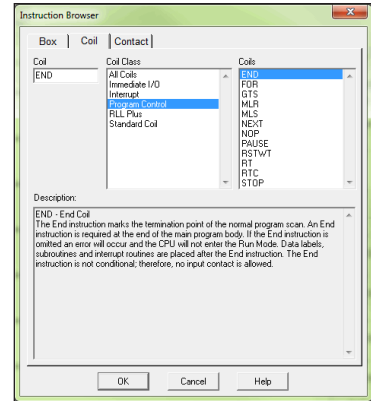 Instruction Browser
Box
Coil
Contact
Coil
END
Coil Class
All Coils
Immediate I/O
Interrupt
Program Control
RLL Plus
Standard Coil
Coils
END
FOR
GTS
MLR
MLS
NEXT
NOP
PAUSE
RSTWT
RT
RTC
STOP
Description:
END - End Coil
The End instruction marks the termination point of the normal program scan. An End
instruction is required at the end of the main program body. If the End instruction is
omitted an error will occur and the CPU will not enter the Run Mode. Data labels,
subroutines and interrupt routines are placed after the End instruction. The End
instruction is not conditional; therefore, no input contact is allowed.
OK
Cancel
Help